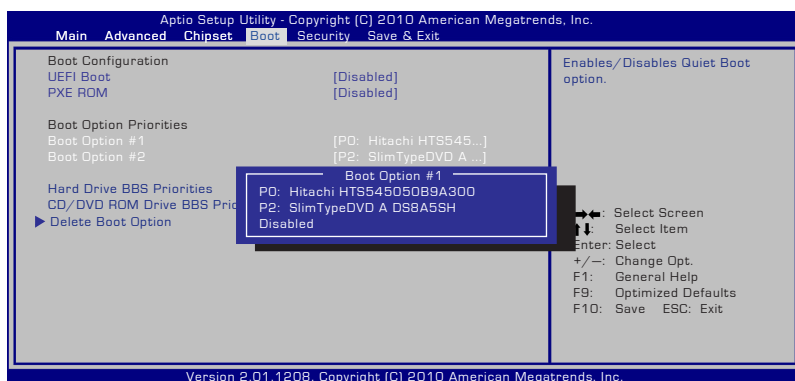 Aptio Setup Utility - Copyright (C) 2010 American Megatrends, Inc.
Main Advanced Chipset Boot Security Save & Exit
Boot Configuration
UEFI Boot [Disabled]
PXE ROM [Disabled]
Boot Option Priorities
Boot Option #1 [P0: Hitachi HTS545...]
Boot Option #2 [P2: SlimTypeDVD A ...]
Hard Drive BBS Priorities
CD/DVD ROM Drive BBS Prio
Delete Boot Option
Boot Option #1
P0: Hitachi HTS545050B9A300
P2: SlimTypeDVD A DS8A5SH
Disabled
Enables/Disables Quiet Boot
option.
→←: Select Screen
↑↓: Select Item
Enter: Select
+/—: Change Opt.
F1: General Help
F9: Optimized Defaults
F10: Save ESC: Exit
Version 2.01.1208. Copyright (C) 2010 American Megatrends, Inc.